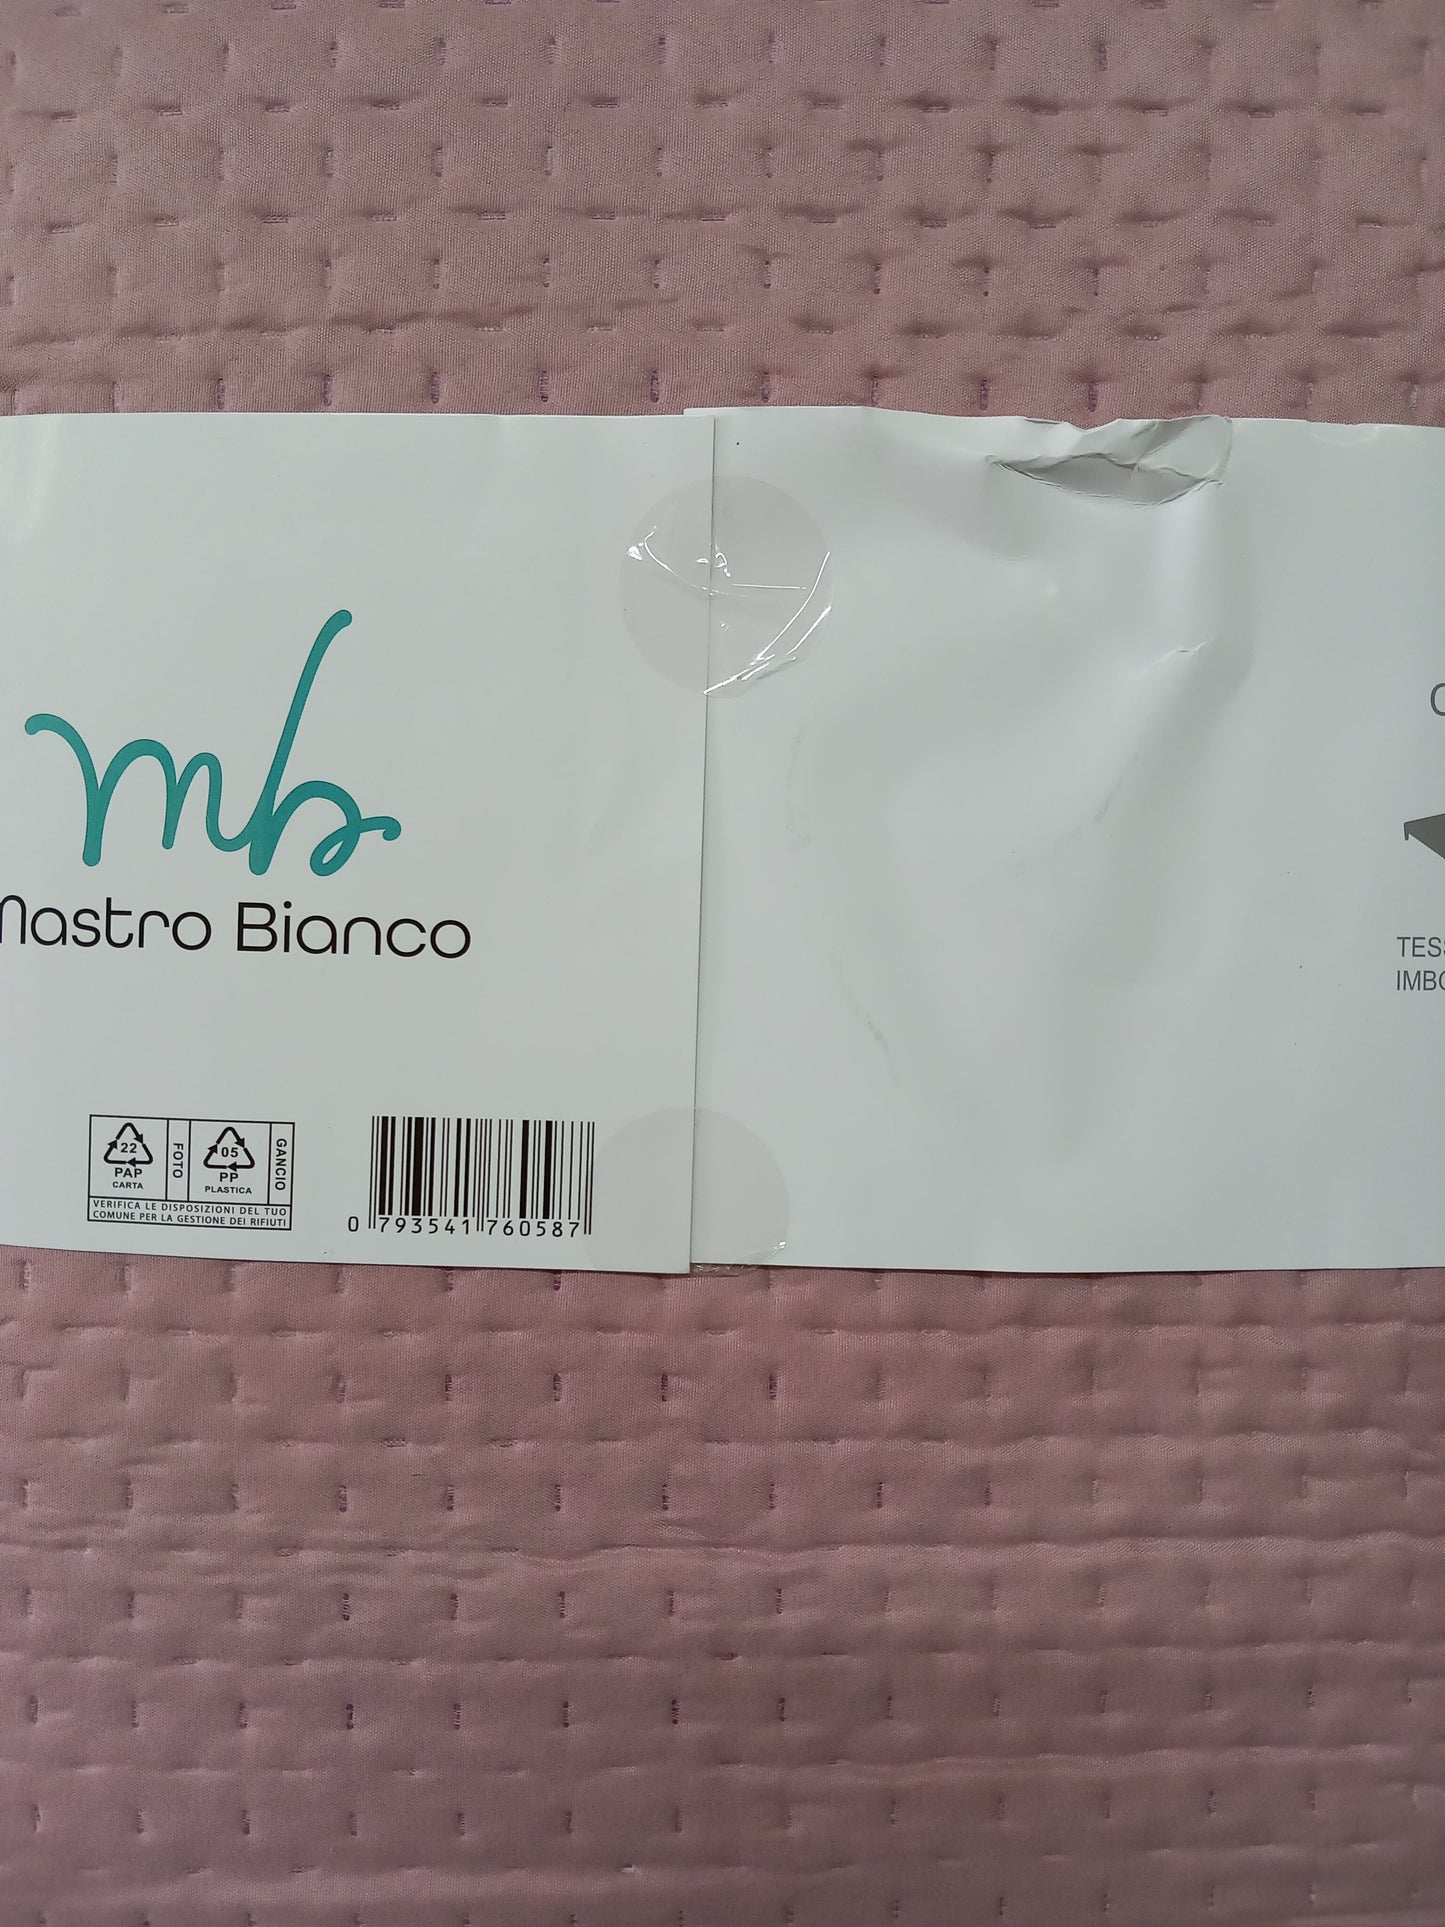 mb
Mastro Bianco
22
PAP
CARTA
FOTO
05
PP
PLASTICA
GANCIO
VERIFICA LE DISPOSIZIONI DEL TUO
COMUNE PER LA GESTIONE DEI RIFIUTI
0 793541 760587